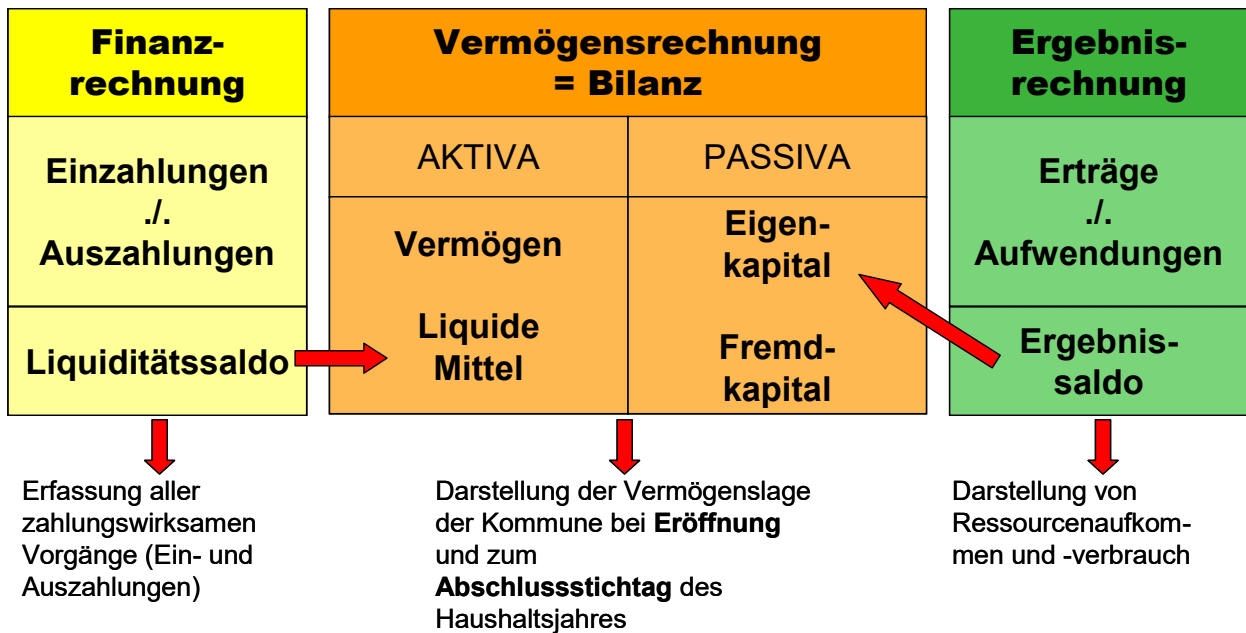 Finanz-
rechnung
Einzahlungen
./.
Auszahlungen
Liquiditätssaldo
Erfassung aller
zahlungswirksamen
Vorgänge (Ein- und
Auszahlungen)
Vermögensrechnung
= Bilanz
AKTIVA
Vermögen
Liquide
Mittel
PASSIVA
Eigen-
kapital
Fremd-
kapital
Darstellung der Vermögenslage
der Kommune bei Eröffnung
und zum
Abschlussstichtag des
Haushaltsjahres
Ergebnis-
rechnung
Erträge
./.
Aufwendungen
Ergebnis-
saldo
Darstellung von
Ressourcenaufkom-
men und -verbrauch